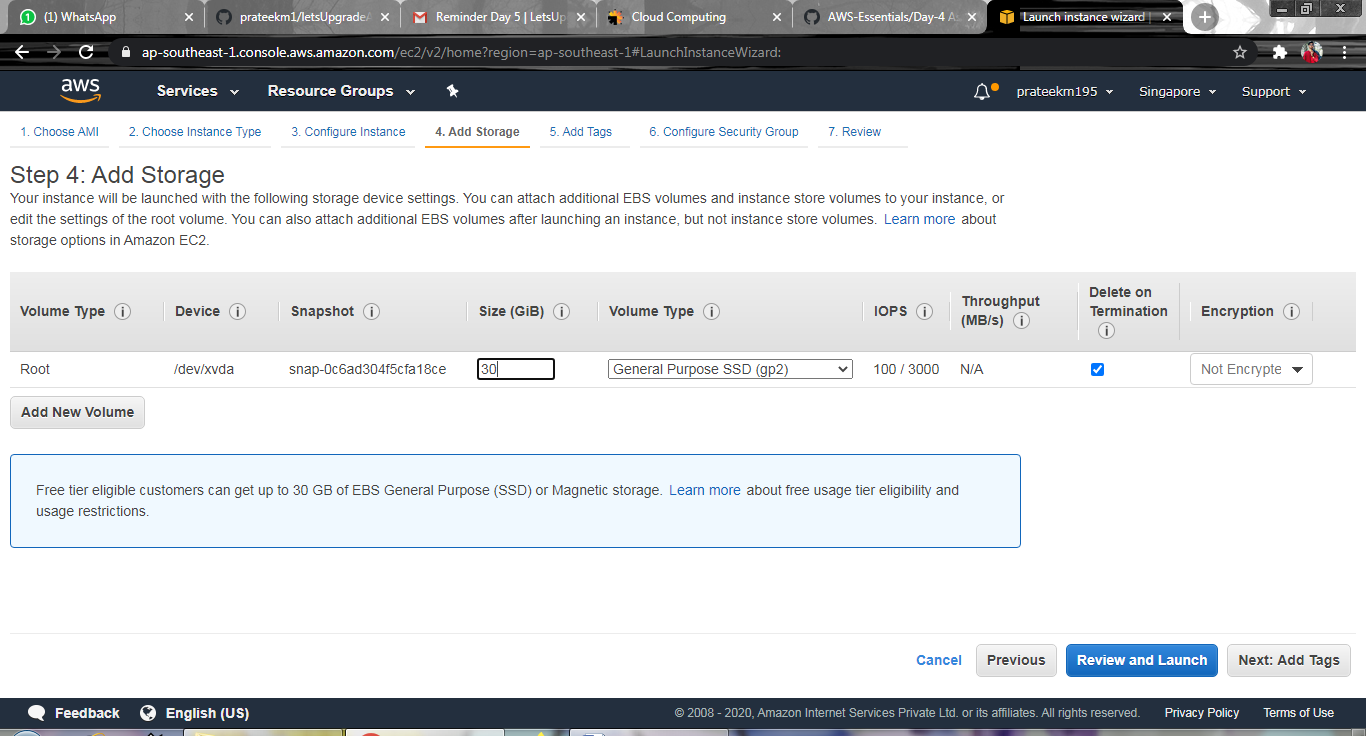 (1) WhatsApp
prateekm1/letsUpgradeA
Reminder Day 5 | LetsUp
Cloud Computing
AWS-Essentials/Day-4 As
Launch instance wizard |
ap-southeast-1.console.aws.amazon.com/ec2/v2/home?region=ap-southeast-1#LaunchInstanceWizard:
aws
Services
Resource Groups
prateekm195
Singapore
Support
1. Choose AMI
2. Choose Instance Type
3. Configure Instance
4. Add Storage
5. Add Tags
6. Configure Security Group
7. Review
Step 4: Add Storage
Your instance will be launched with the following storage device settings. You can attach additional EBS volumes and instance store volumes to your instance, or
edit the settings of the root volume. You can also attach additional EBS volumes after launching an instance, but not instance store volumes. Learn more about
storage options in Amazon EC2.
Volume Type
Device
Snapshot
Size (GiB)
Volume Type
IOPS
Throughput
(MB/s)
Delete on
Termination
Encryption
Root
/dev/xvda
snap-0c6ad304f5cfa18ce
30
General Purpose SSD (gp2)
100 / 3000
N/A
Not Encrypte
Add New Volume
Free tier eligible customers can get up to 30 GB of EBS General Purpose (SSD) or Magnetic storage. Learn more about free usage tier eligibility and
usage restrictions.
Cancel
Previous
Review and Launch
Next: Add Tags
Feedback
English (US)
© 2008 - 2020, Amazon Internet Services Private Ltd. or its affiliates. All rights reserved.
Privacy Policy
Terms of Use